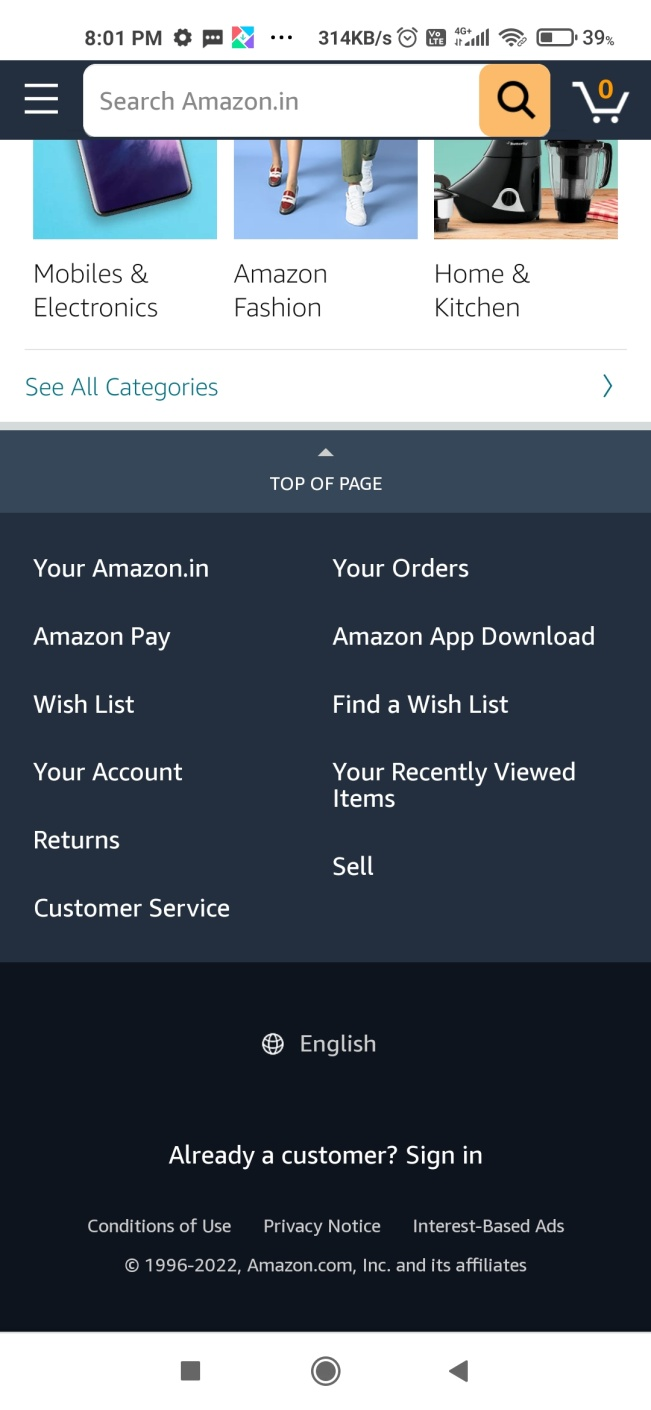 8:01 PM 314KB/s Vo LTE 4G+ 39%
Search Amazon.in 0
Mobiles & Electronics
Amazon Fashion
Home & Kitchen
See All Categories
TOP OF PAGE
Your Amazon.in Your Orders
Amazon Pay Amazon App Download
Wish List Find a Wish List
Your Account Your Recently Viewed
Items
Returns
Sell
Customer Service
English
Already a customer? Sign in
Conditions of Use Privacy Notice Interest-Based Ads
© 1996-2022, Amazon.com, Inc. and its affiliates